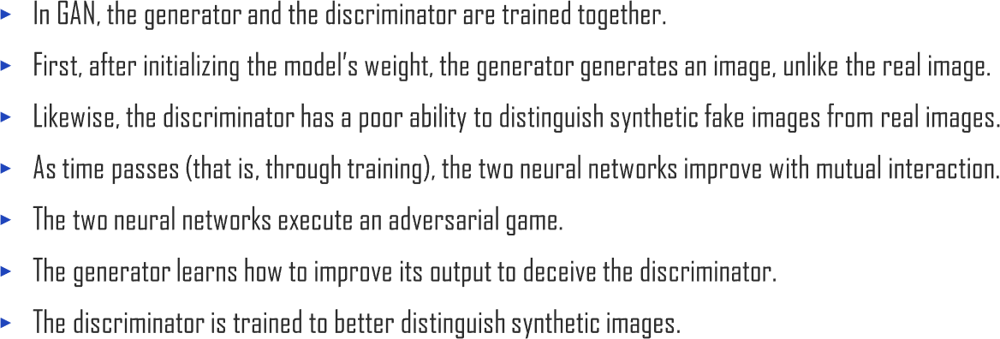 ▸ In GAN, the generator and the discriminator are trained together.
▸ First, after initializing the model's weight, the generator generates an image, unlike the real image.
▸ Likewise, the discriminator has a poor ability to distinguish synthetic fake images from real images.
▸ As time passes (that is, through training), the two neural networks improve with mutual interaction.
▸ The two neural networks execute an adversarial game.
▸ The generator learns how to improve its output to deceive the discriminator.
▸ The discriminator is trained to better distinguish synthetic images.